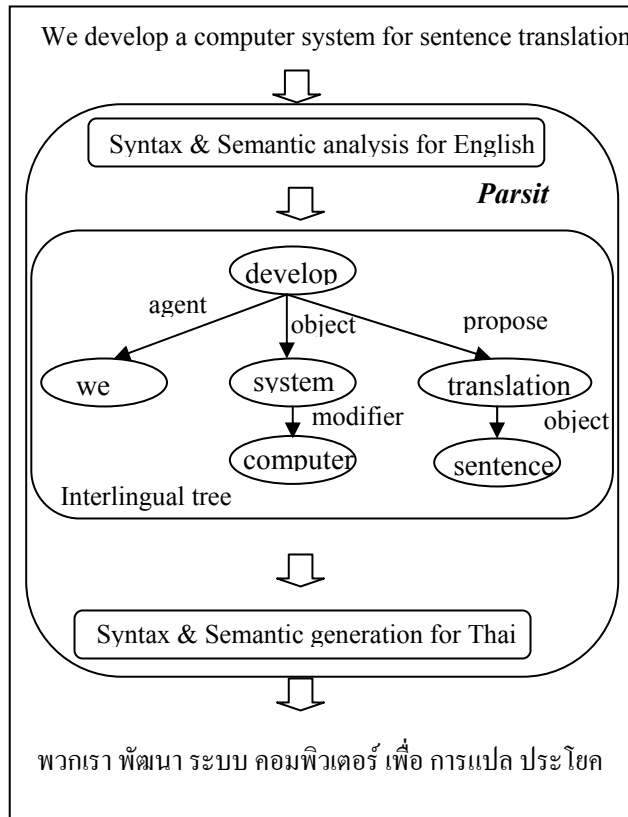 We develop a computer system for sentence translation
Syntax & Semantic analysis for English
Parsit
develop
agent
object
propose
we
system
translation
modifier
object
computer
sentence
Interlingual tree
Syntax & Semantic generation for Thai
พวกเรา พัฒนา ระบบ คอมพิวเตอร์ เพื่อ การแปล ประโยค